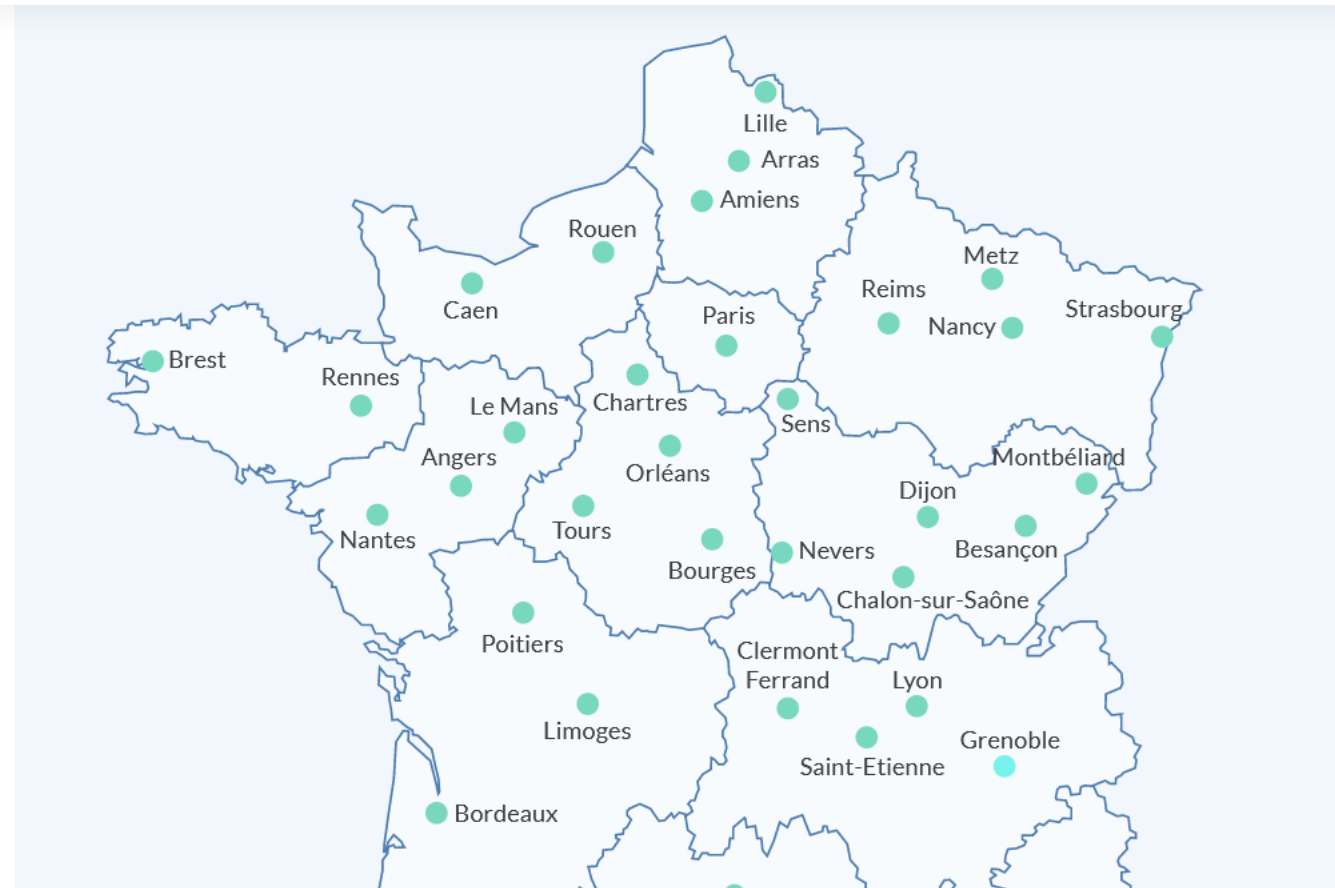 Lille
Arras
Amiens
Rouen
Metz
Reims
Caen
Strasbourg
Paris
Nancy
Brest
Rennes
Chartres
Le Mans
Sens
Angers
Montbéliard
Orléans
Dijon
Tours
Nantes
Nevers
Besançon
Bourges
Chalon-sur-Saône
Poitiers
Clermont
Ferrand
Lyon
Limoges
Grenoble
Saint-Etienne
Bordeaux